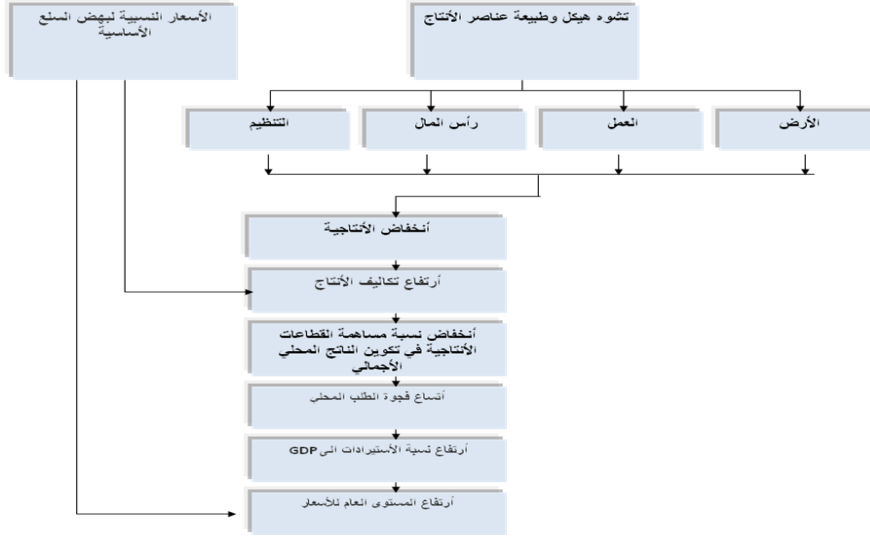 تشوه هيكل وطبيعة عناصر الأنتاج
الأسعار النسبية لبهض السلع
الأساسية
الأرض
العمل
رأس المال
التنظيم
أنخفاض الأنتاجية
أرتفاع تكاليف الأنتاج
أنخفاض نسبة مساهمة القطاعات
الأنتاجية في تكوين الناتج المحلي
الأجمالي
أتساع فجوة الطلب المحلي
أرتفاع نسبة الأستيرادات الى GDP
أرتفاع المستوى العام للأسعار